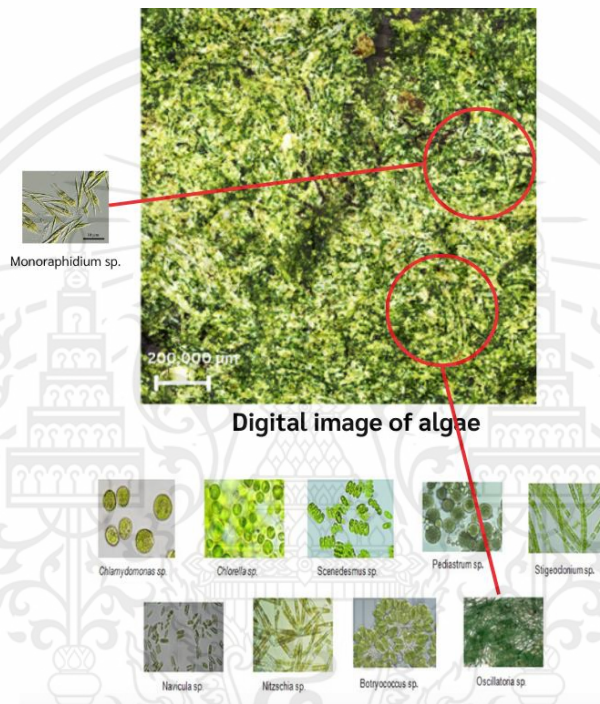 Monoraphidium sp.
200.000 µm
Digital image of algae
Chlamydomonas sp.
Chlorella sp.
Scenedesmus sp.
Pediastrum sp.
Stigeodonium sp.
Navicula sp.
Nitzschia sp.
Botryococcus sp.
Oscillatoria sp.